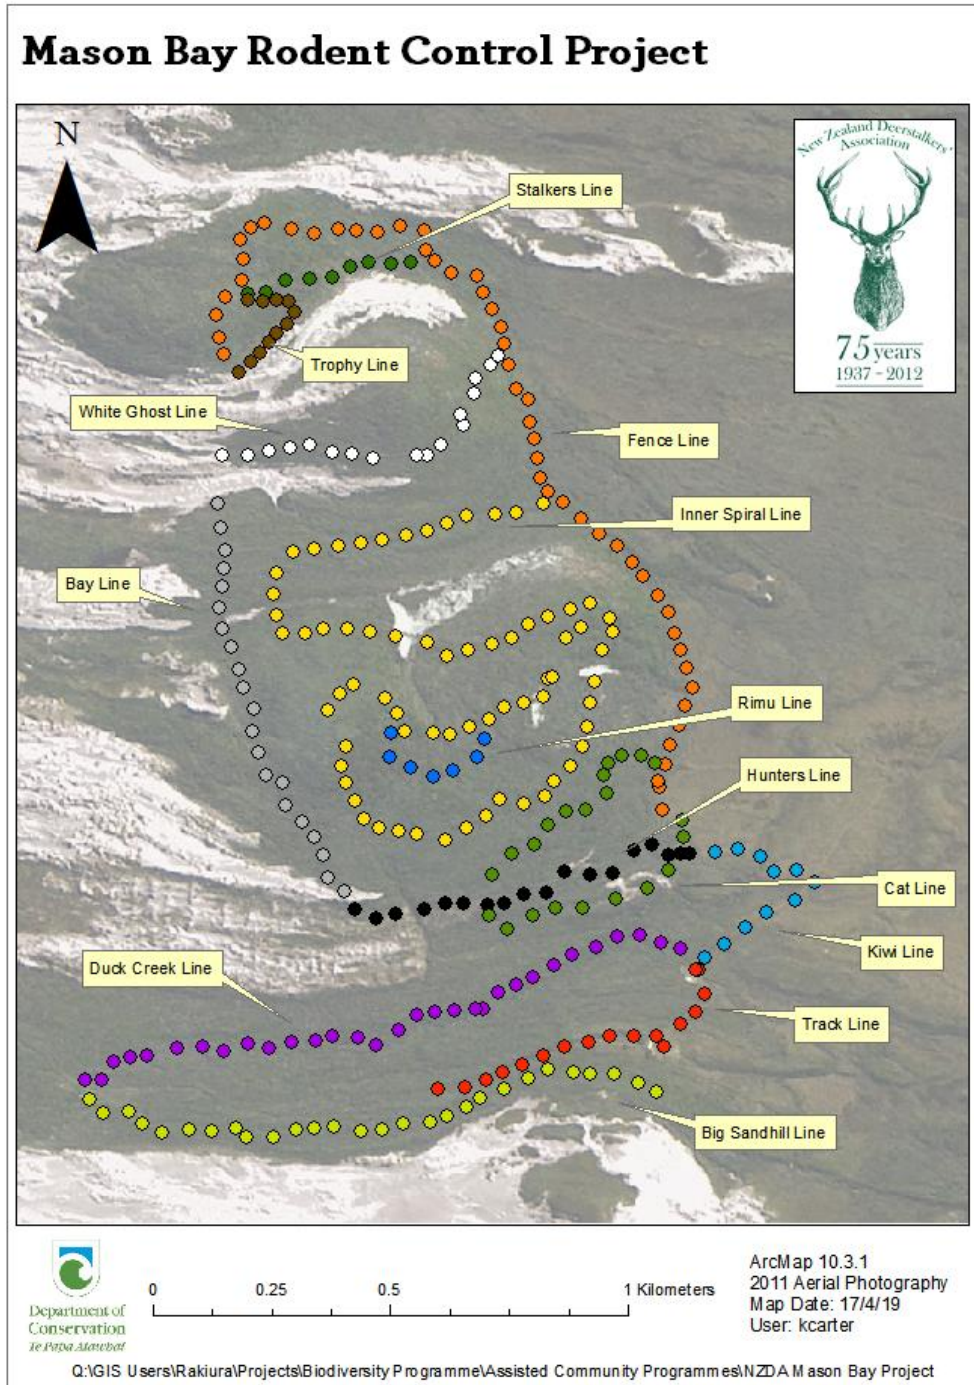 Mason Bay Rodent Control Project
N
New Zealand Deerstalkers'
Association
75 years
1937 - 2012
Stalkers Line
Trophy Line
White Ghost Line
Fence Line
Inner Spiral Line
Bay Line
Rimu Line
Hunters Line
Cat Line
Kiwi Line
Duck Creek Line
Track Line
Big Sandhill Line
Department of
Conservation
Te Papa Atawhai
0 0.25 0.5 1 Kilometers
ArcMap 10.3.1
2011 Aerial Photography
Map Date: 17/4/19
User: kcarter
Q:\GIS Users\Rakiura\Projects\Biodiversity Programme\Assisted Community Programmes\NZDA Mason Bay Project